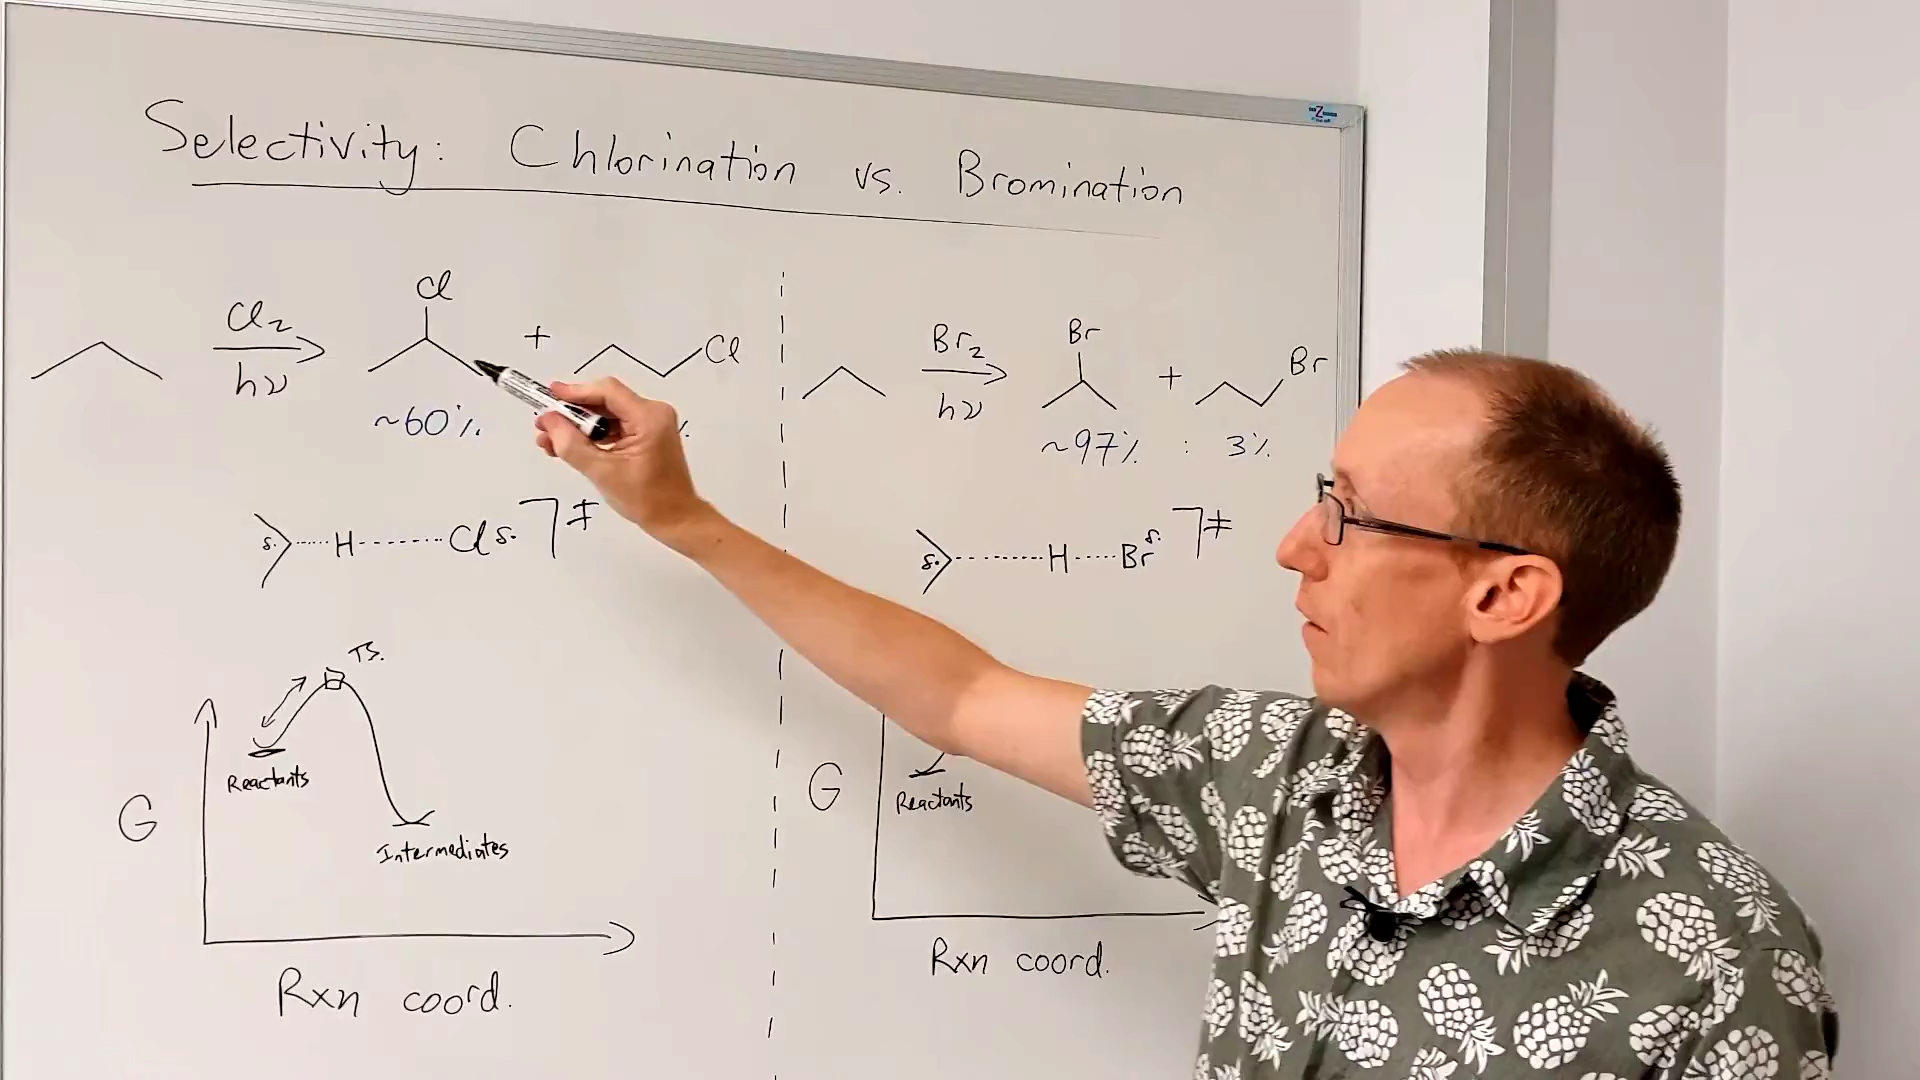 Selectivity: Chlorination vs. Bromination
Cl₂
hν
Cl
+
Cl
~60%
%
Br₂
hν
Br
+
Br
~97% : 3%
δ· H Cl δ· ‡
δ· H Br δ· ‡
TS.
Reactants
Intermediates
G
Rxn coord.
Reactants
G
Rxn coord.